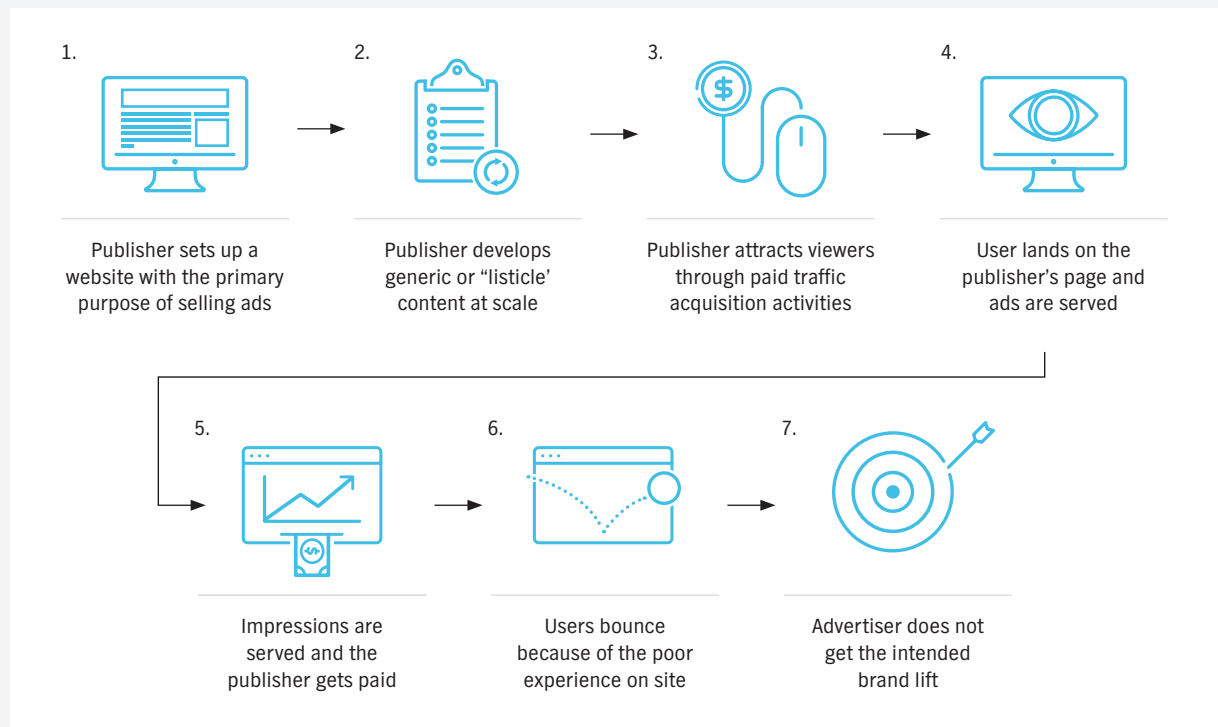 1.
2.
3.
4.
$
Publisher sets up a
website with the primary
purpose of selling ads
Publisher develops
generic or “listicle’
content at scale
Publisher attracts viewers
through paid traffic
acquisition activities
User lands on the
publisher’s page and
ads are served
5.
6.
7.
$
Impressions are
served and the
publisher gets paid
Users bounce
because of the poor
experience on site
Advertiser does not
get the intended
brand lift